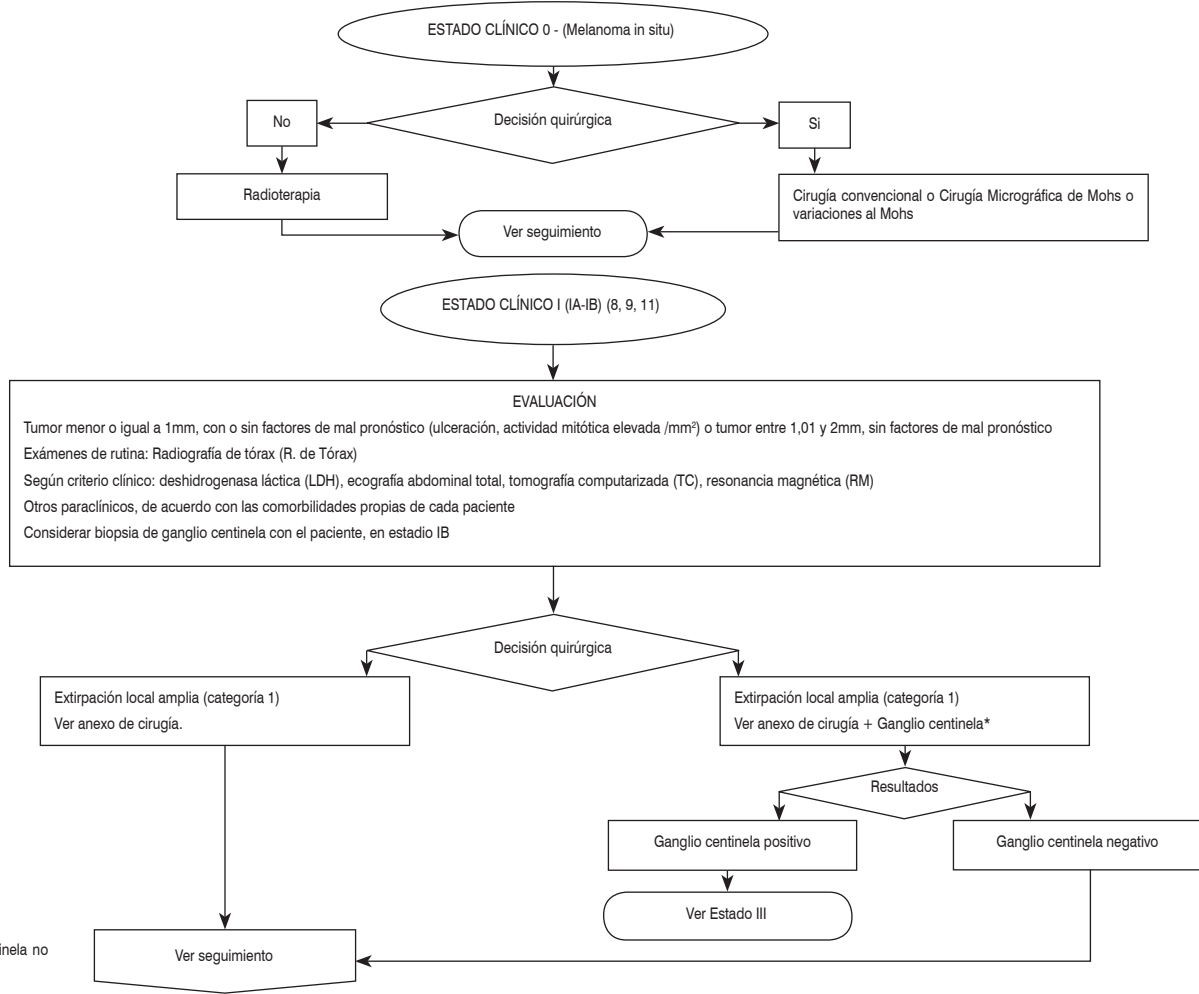 ESTADO CLÍNICO 0 - (Melanoma in situ)
Decisión quirúrgica
No
Si
Radioterapia
Cirugía convencional o Cirugía Micrográfica de Mohs o
variaciones al Mohs
Ver seguimiento
ESTADO CLÍNICO I (IA-IB) (8, 9, 11)
EVALUACIÓN
Tumor menor o igual a 1mm, con o sin factores de mal pronóstico (ulceración, actividad mitótica elevada /mm²) o tumor entre 1,01 y 2mm, sin factores de mal pronóstico
Exámenes de rutina: Radiografía de tórax (R. de Tórax)
Según criterio clínico: deshidrogenasa láctica (LDH), ecografía abdominal total, tomografía computarizada (TC), resonancia magnética (RM)
Otros paraclínicos, de acuerdo con las comorbilidades propias de cada paciente
Considerar biopsia de ganglio centinela con el paciente, en estadio IB
Decisión quirúrgica
Extirpación local amplia (categoría 1)
Ver anexo de cirugía.
Extirpación local amplia (categoría 1)
Ver anexo de cirugía + Ganglio centinela*
Resultados
Ganglio centinela positivo
Ganglio centinela negativo
Ver Estado III
inela no
Ver seguimiento